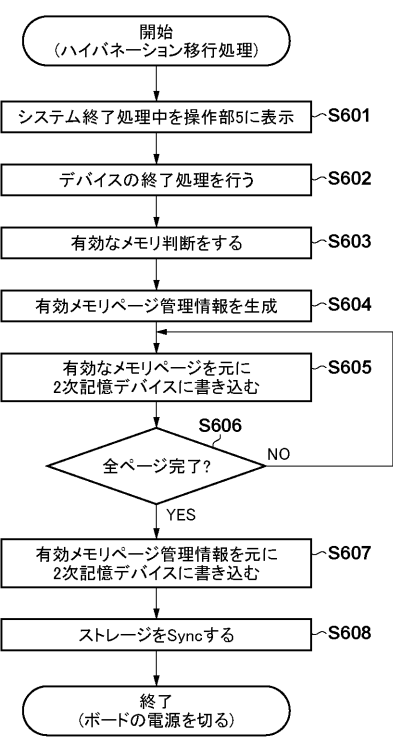 開始
(ハイバネーション移行処理)
システム終了処理中を操作部5に表示
S601
デバイスの終了処理を行う
S602
有効なメモリ判断をする
S603
有効メモリページ管理情報を生成
S604
有効なメモリページを元に
2次記憶デバイスに書き込む
S605
S606
全ページ完了?
NO
YES
有効メモリページ管理情報を元に
2次記憶デバイスに書き込む
S607
ストレージをSyncする
S608
終了
(ボードの電源を切る)